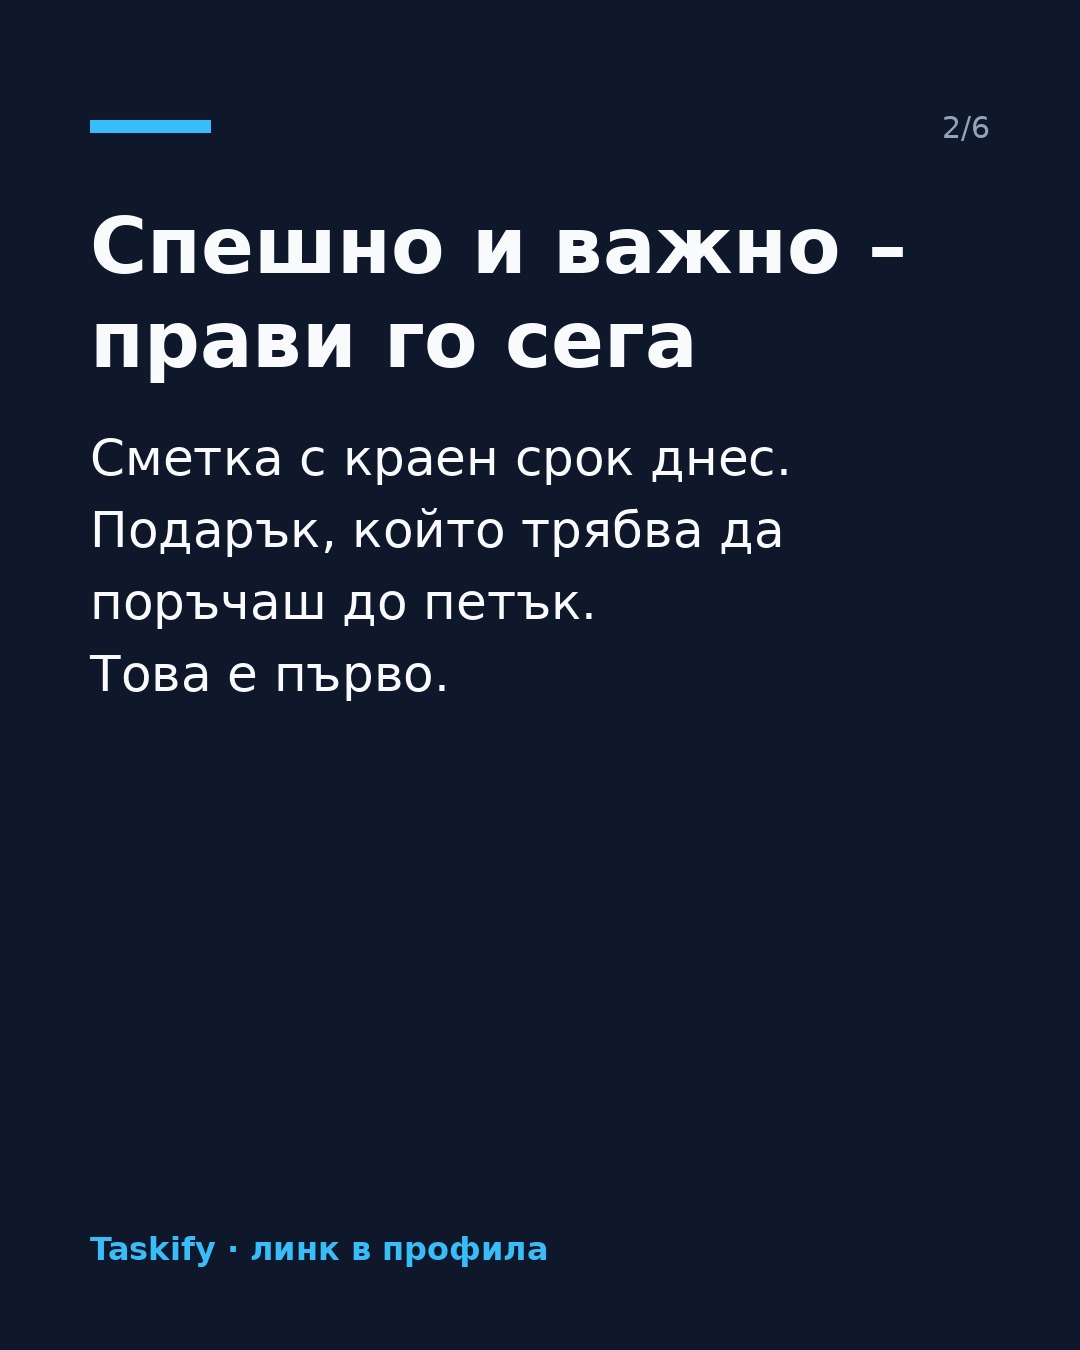 2/6
Спешно и важно –
прави го сега
Сметка с краен срок днес.
Подарък, който трябва да
поръчаш до петък.
Това е първо.
Taskify · линк в профила